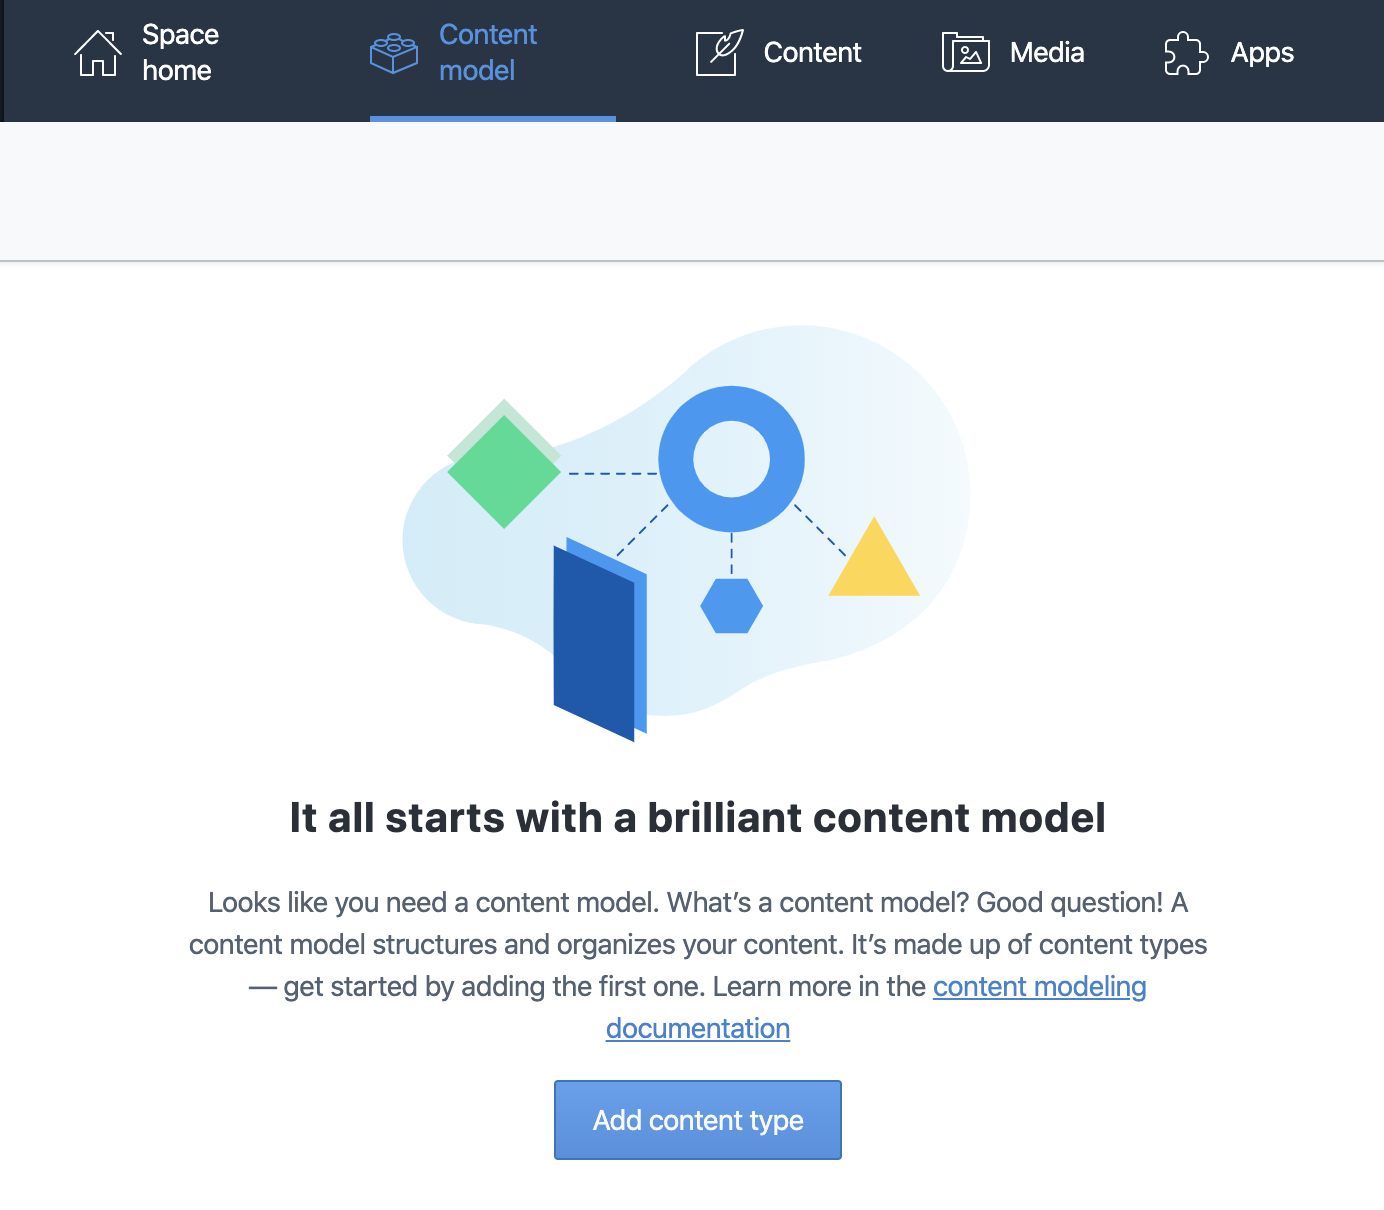 Space
home
Content
model
Content
Media
Apps
It all starts with a brilliant content model
Looks like you need a content model. What’s a content model? Good question! A
content model structures and organizes your content. It’s made up of content types
— get started by adding the first one. Learn more in the content modeling
documentation
Add content type